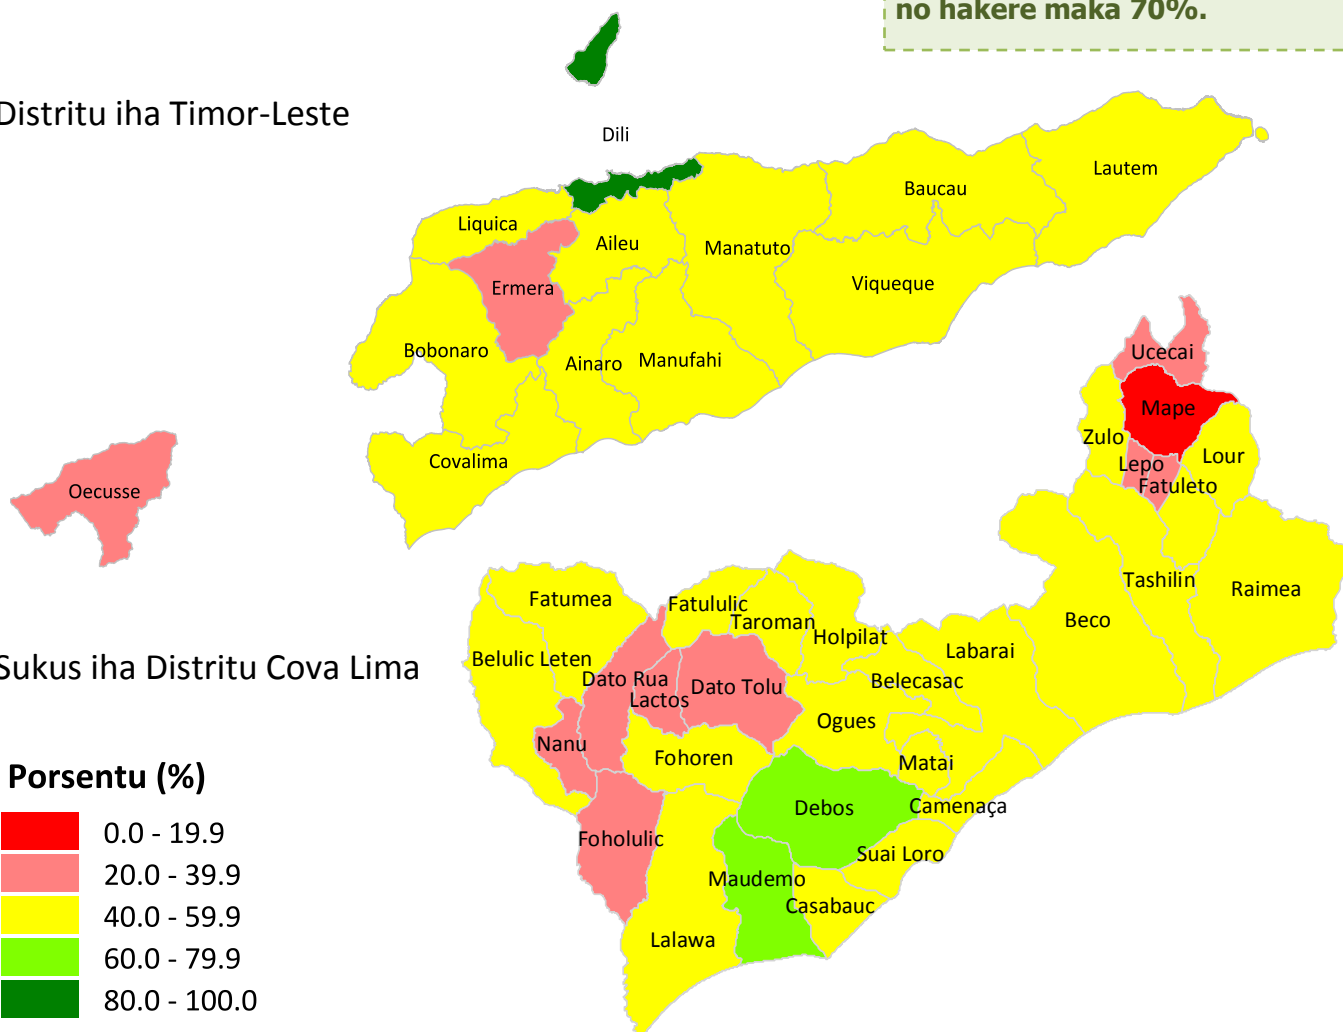 no hakere maka 70%.
Distritu iha Timor-Leste
Dili
Lautem
Baucau
Liquica
Aileu
Manatuto
Viqueque
Ermera
Bobonaro
Ainaro
Manufahi
Covalima
Oecusse
Ucecai
Mape
Zulo
Lour
Lepo
Fatuleto
Tashilin
Raimea
Beco
Sukus iha Distritu Cova Lima
Fatumea
Fatululic
Taroman
Holpilat
Labarai
Belulic Leten
Dato Rua
Lactos
Dato Tolu
Belecasac
Ogues
Nanu
Fohoren
Matai
Debos
Camenaça
Foholulic
Suai Loro
Maudemo
Casabauc
Lalawa
Porsentu (%)
0.0 - 19.9
20.0 - 39.9
40.0 - 59.9
60.0 - 79.9
80.0 - 100.0